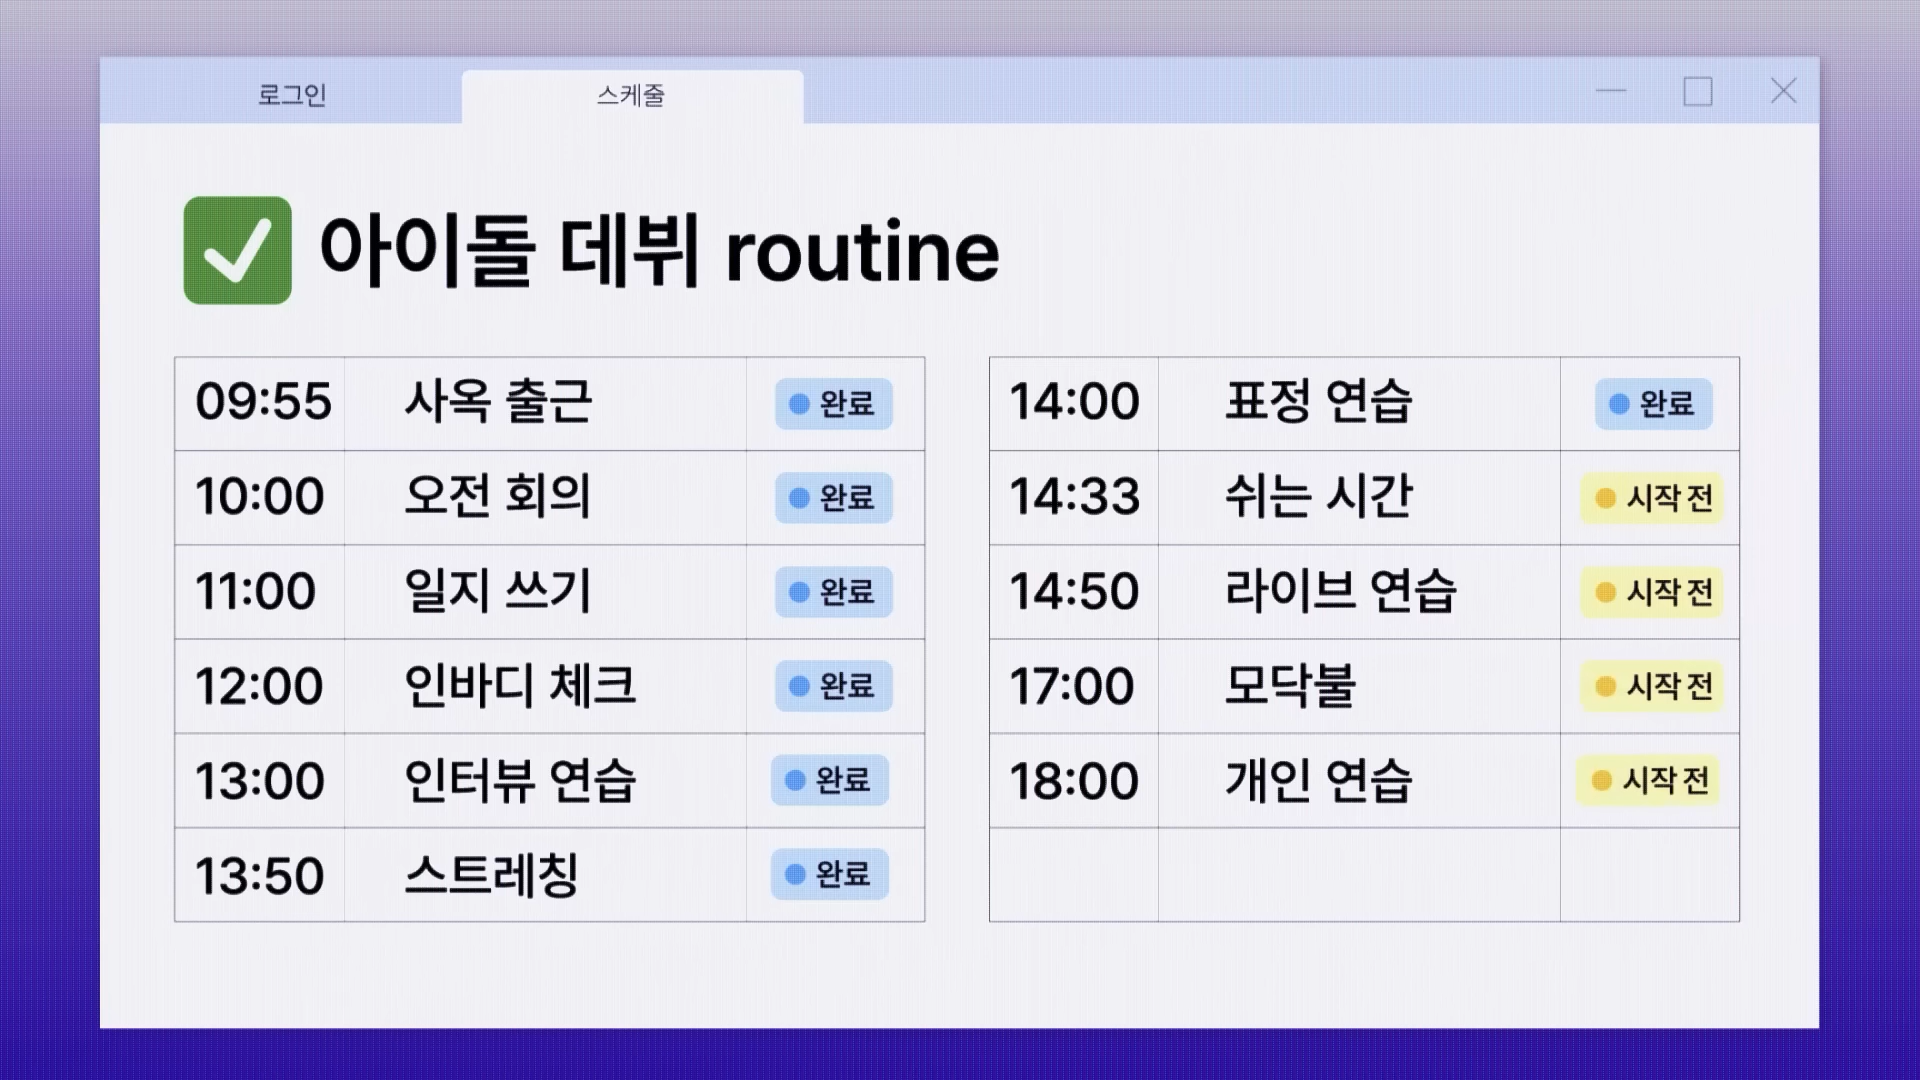 로그인
스케줄
아이돌 데뷔 routine
09:55 사옥 출근 완료
10:00 오전 회의 완료
11:00 일지 쓰기 완료
12:00 인바디 체크 완료
13:00 인터뷰 연습 완료
13:50 스트레칭 완료
14:00 표정 연습 완료
14:33 쉬는 시간 시작 전
14:50 라이브 연습 시작 전
17:00 모닥불 시작 전
18:00 개인 연습 시작 전